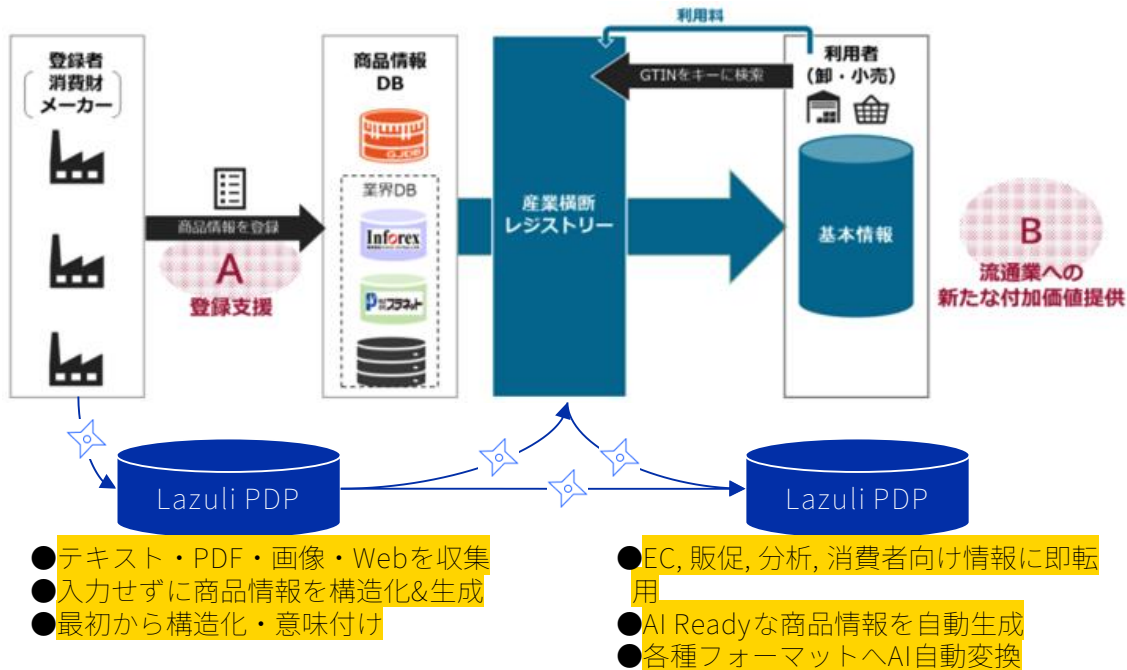 利用料
登録者
消費財
メーカー
商品情報
DB
GJDB
業界DB
Inforex
プラネット
商品情報を登録
A
登録支援
産業横断
レジストリー
GTINをキーに検索
利用者
(卸・小売)
基本情報
B
流通業への
新たな付加価値提供
Lazuli PDP
Lazuli PDP
●テキスト・PDF・画像・Webを収集
●入力せずに商品情報を構造化&生成
●最初から構造化・意味付け
●EC, 販促, 分析, 消費者向け情報に即転
用
●AI Readyな商品情報を自動生成
●各種フォーマットへAI自動変換